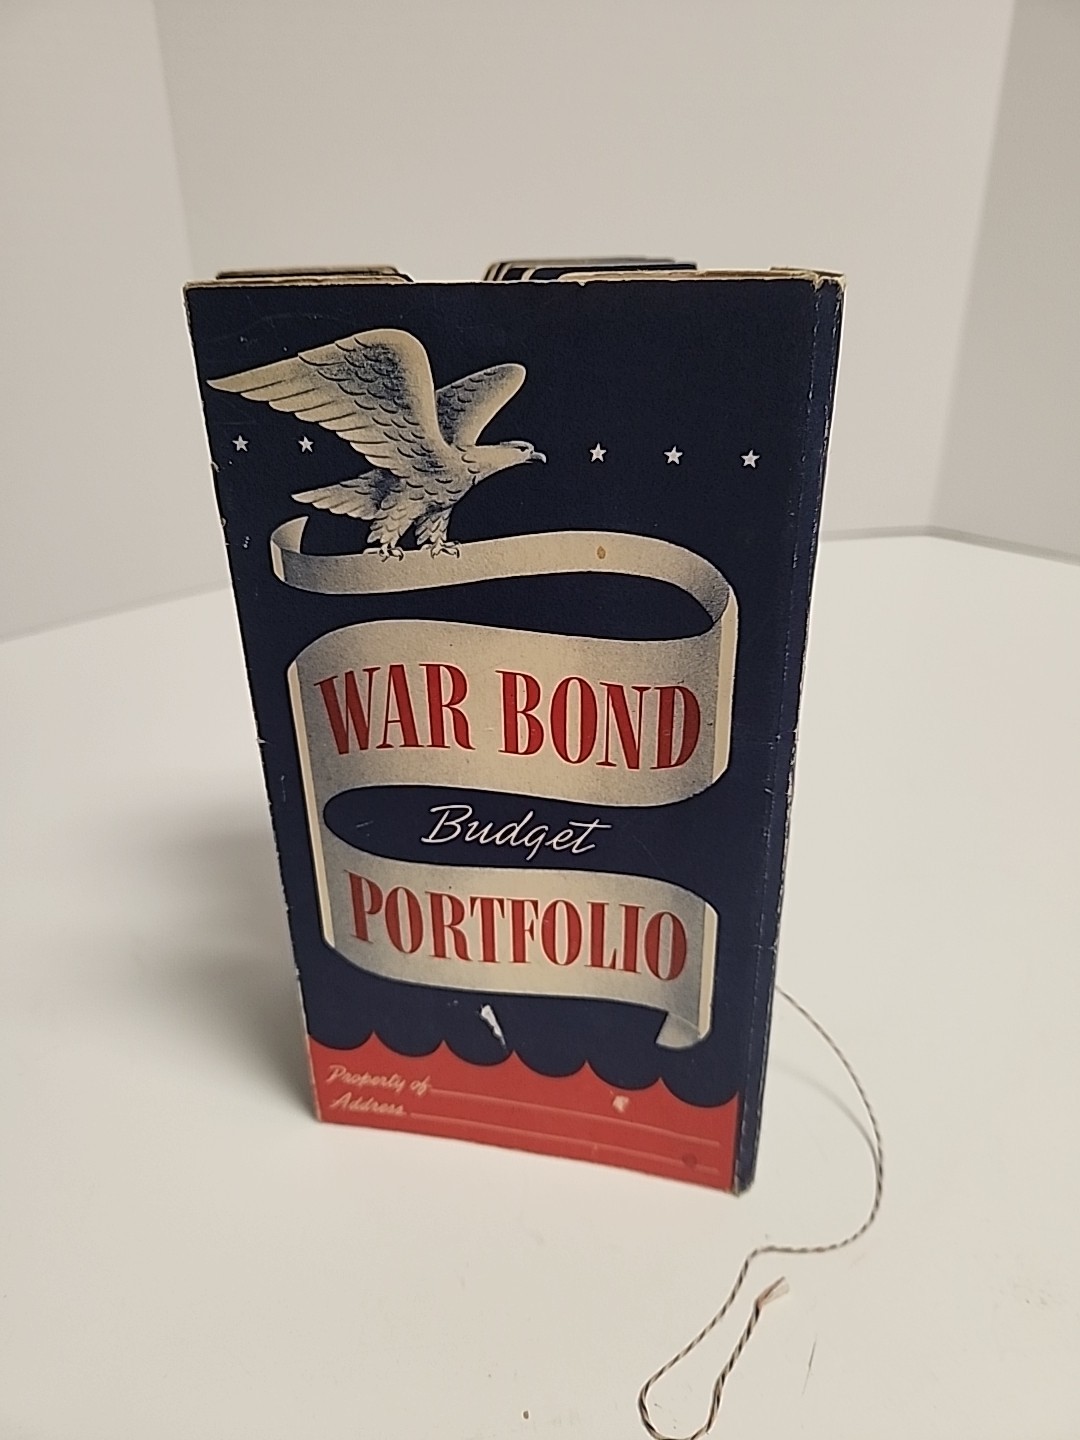 WAR BOND
Budget
PORTFOLIO
Property of
Address